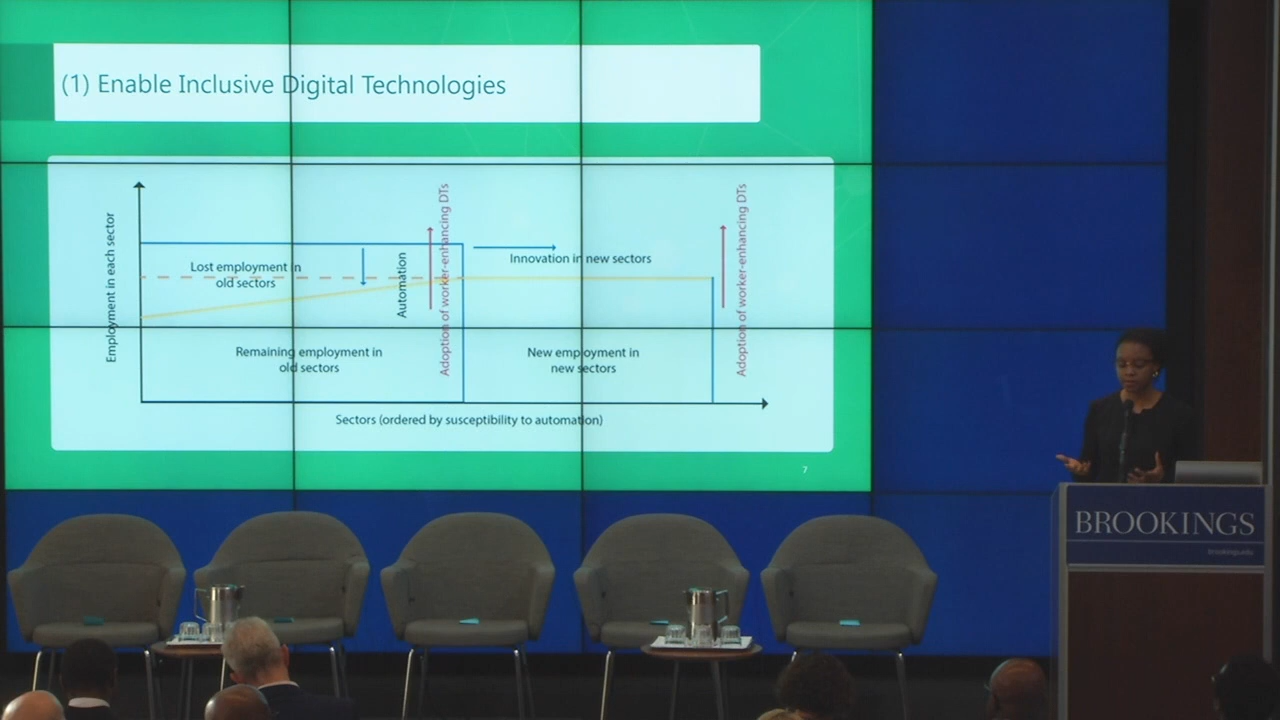 (1) Enable Inclusive Digital Technologies
Employment in each sector
Lost employment in
old sectors
Automation
Adoption of worker-enhancing DTs
Innovation in new sectors
Adoption of worker-enhancing DTs
Remaining employment in
old sectors
New employment in
new sectors
Sectors (ordered by susceptibility to automation)
7
BROOKINGS
brookings.edu